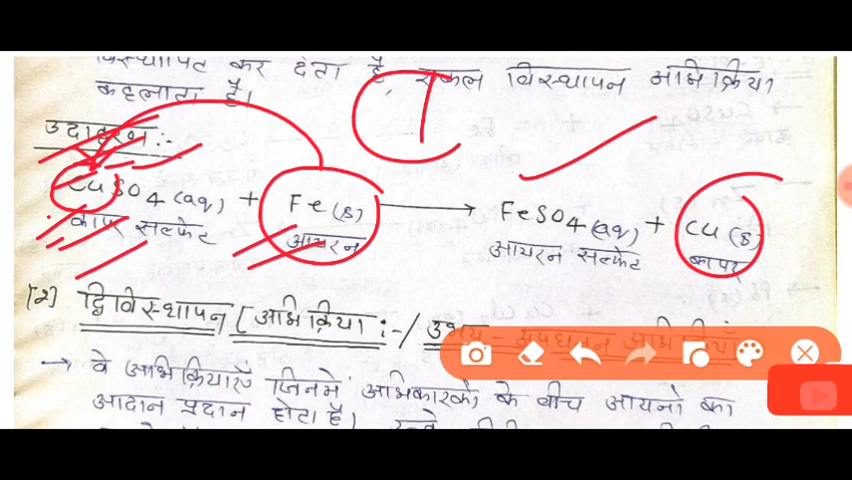 विस्थापित कर देता है, एकल विस्थापन अभिक्रिया
कहलाता है।
उदाहरण :-
CuSO4(aq) + Fe(s) → FeSO4(aq) + Cu(s)
कापर सल्फेट आयरन आयरन सल्फेट कापर
(२) द्विविस्थापन (अभिक्रिया :-/ उभय - अपघटन अभिक्रियाँ
→ वे अभिक्रियाएँ जिनमे अभिकारको के बीच आयनो का
आदान प्रदान होता है।